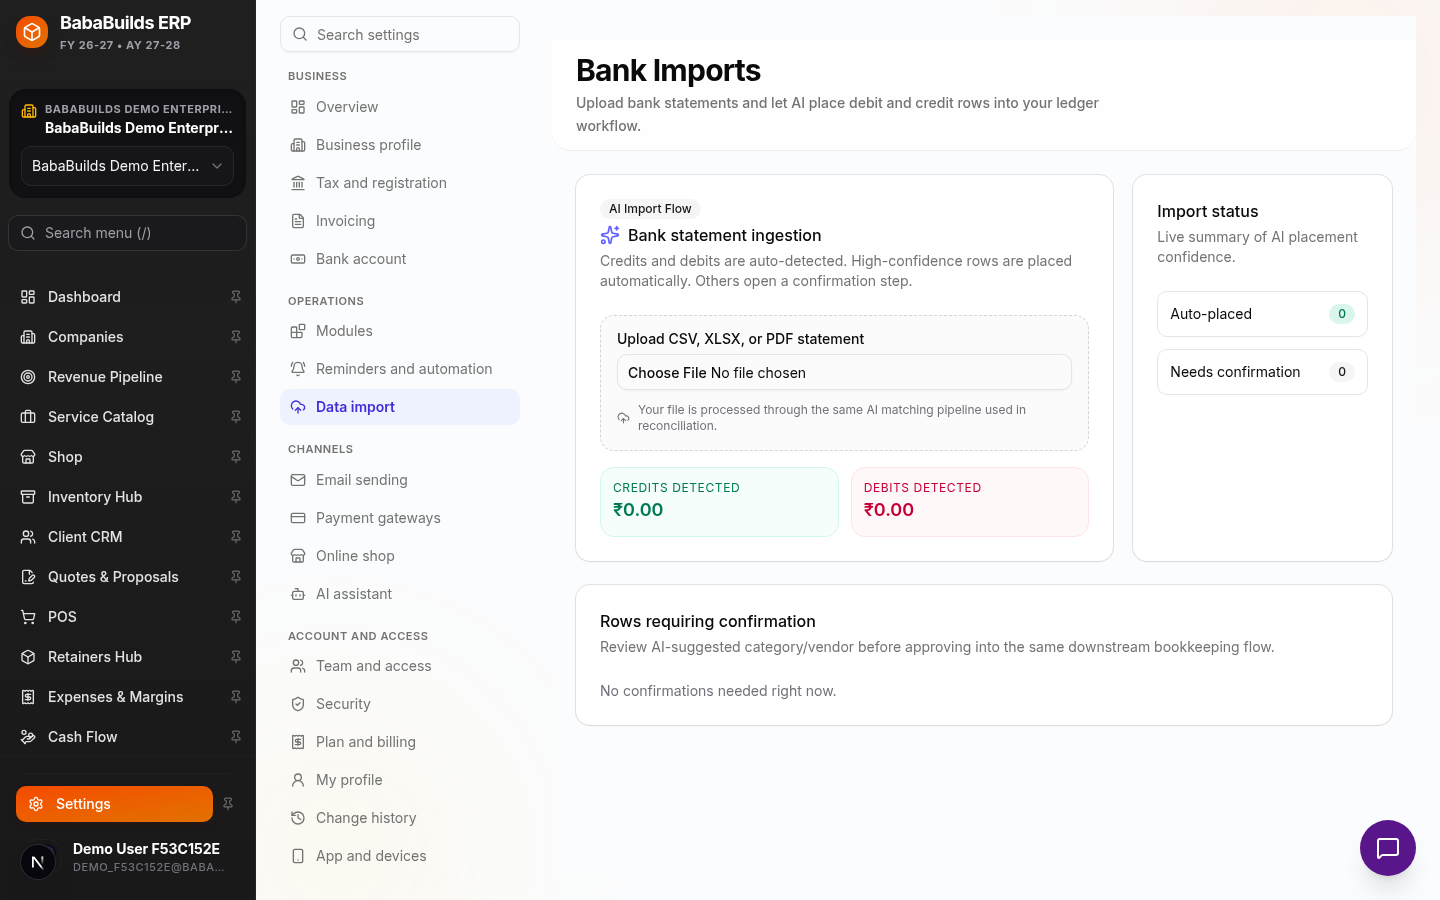 BabaBuilds ERP
FY 26-27 • AY 27-28
BABABUILDS DEMO ENTERPRI...
BabaBuilds Demo Enterpr...
BabaBuilds Demo Enter...
Search menu (/)
Dashboard
Companies
Revenue Pipeline
Service Catalog
Shop
Inventory Hub
Client CRM
Quotes & Proposals
POS
Retainers Hub
Expenses & Margins
Cash Flow
Settings
N
Demo User F53C152E
DEMO_F53C152E@BABA...
Search settings
BUSINESS
Overview
Business profile
Tax and registration
Invoicing
Bank account
OPERATIONS
Modules
Reminders and automation
Data import
CHANNELS
Email sending
Payment gateways
Online shop
AI assistant
ACCOUNT AND ACCESS
Team and access
Security
Plan and billing
My profile
Change history
App and devices
Bank Imports
Upload bank statements and let AI place debit and credit rows into your ledger
workflow.
AI Import Flow
Bank statement ingestion
Credits and debits are auto-detected. High-confidence rows are placed
automatically. Others open a confirmation step.
Upload CSV, XLSX, or PDF statement
Choose File No file chosen
Your file is processed through the same AI matching pipeline used in
reconciliation.
CREDITS DETECTED
₹0.00
DEBITS DETECTED
₹0.00
Import status
Live summary of AI placement
confidence.
Auto-placed 0
Needs confirmation 0
Rows requiring confirmation
Review AI-suggested category/vendor before approving into the same downstream bookkeeping flow.
No confirmations needed right now.